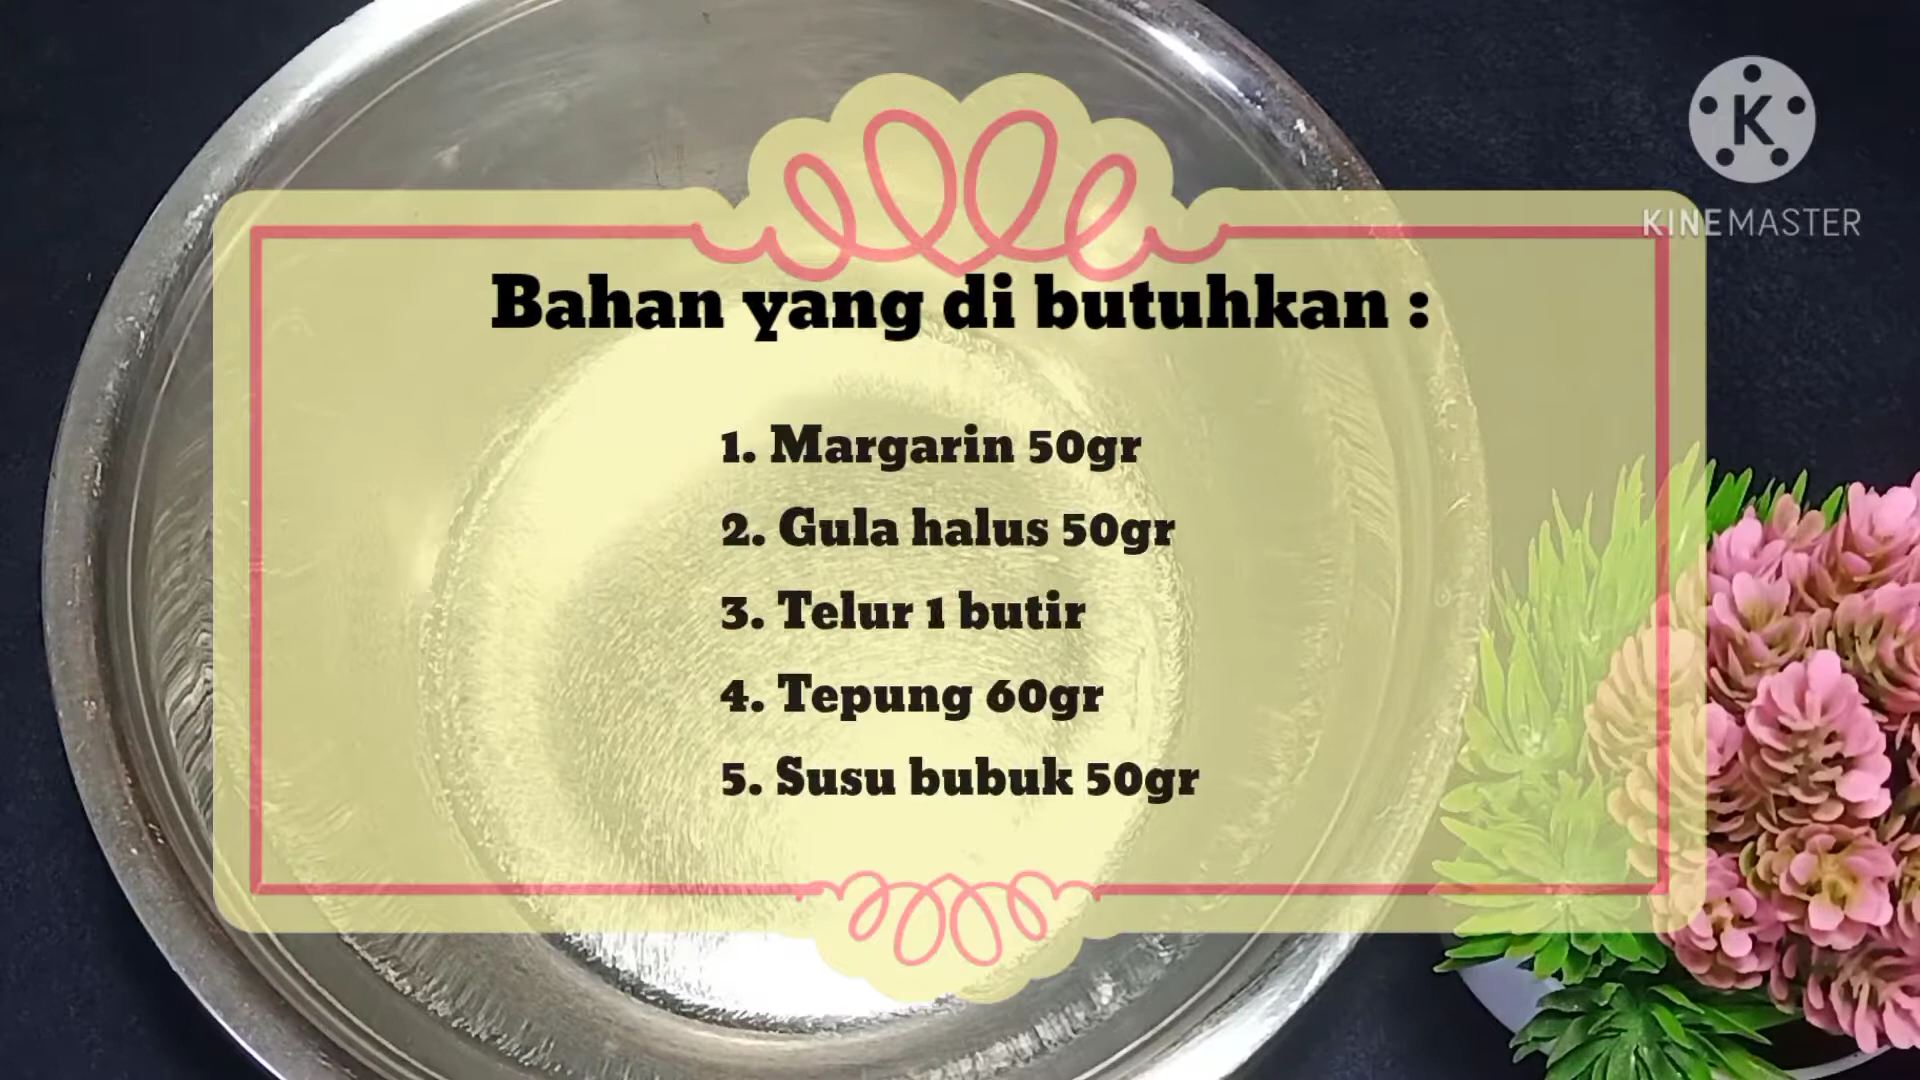 K
KINEMASTER
Bahan yang di butuhkan :
1. Margarin 50gr
2. Gula halus 50gr
3. Telur 1 butir
4. Tepung 60gr
5. Susu bubuk 50gr